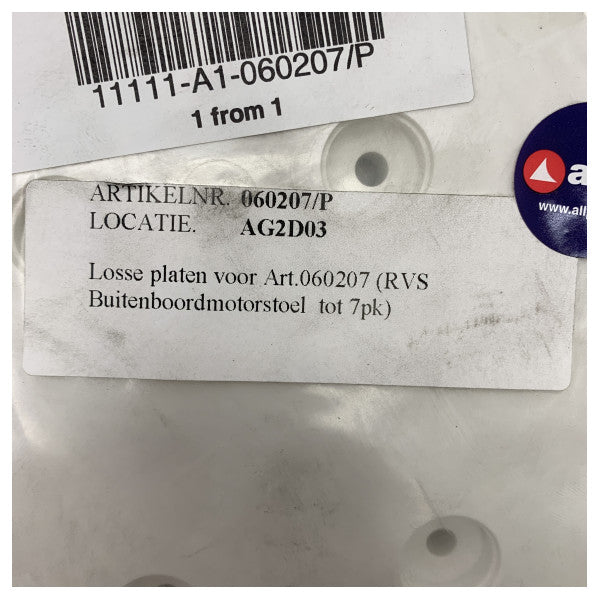 11111-A1-060207/P
1 from 1
ARTIKELNR. 060207/P
LOCATIE. AG2D03
Losse platen voor Art.060207 (RVS
Buitenboordmotorstoel tot 7pk)